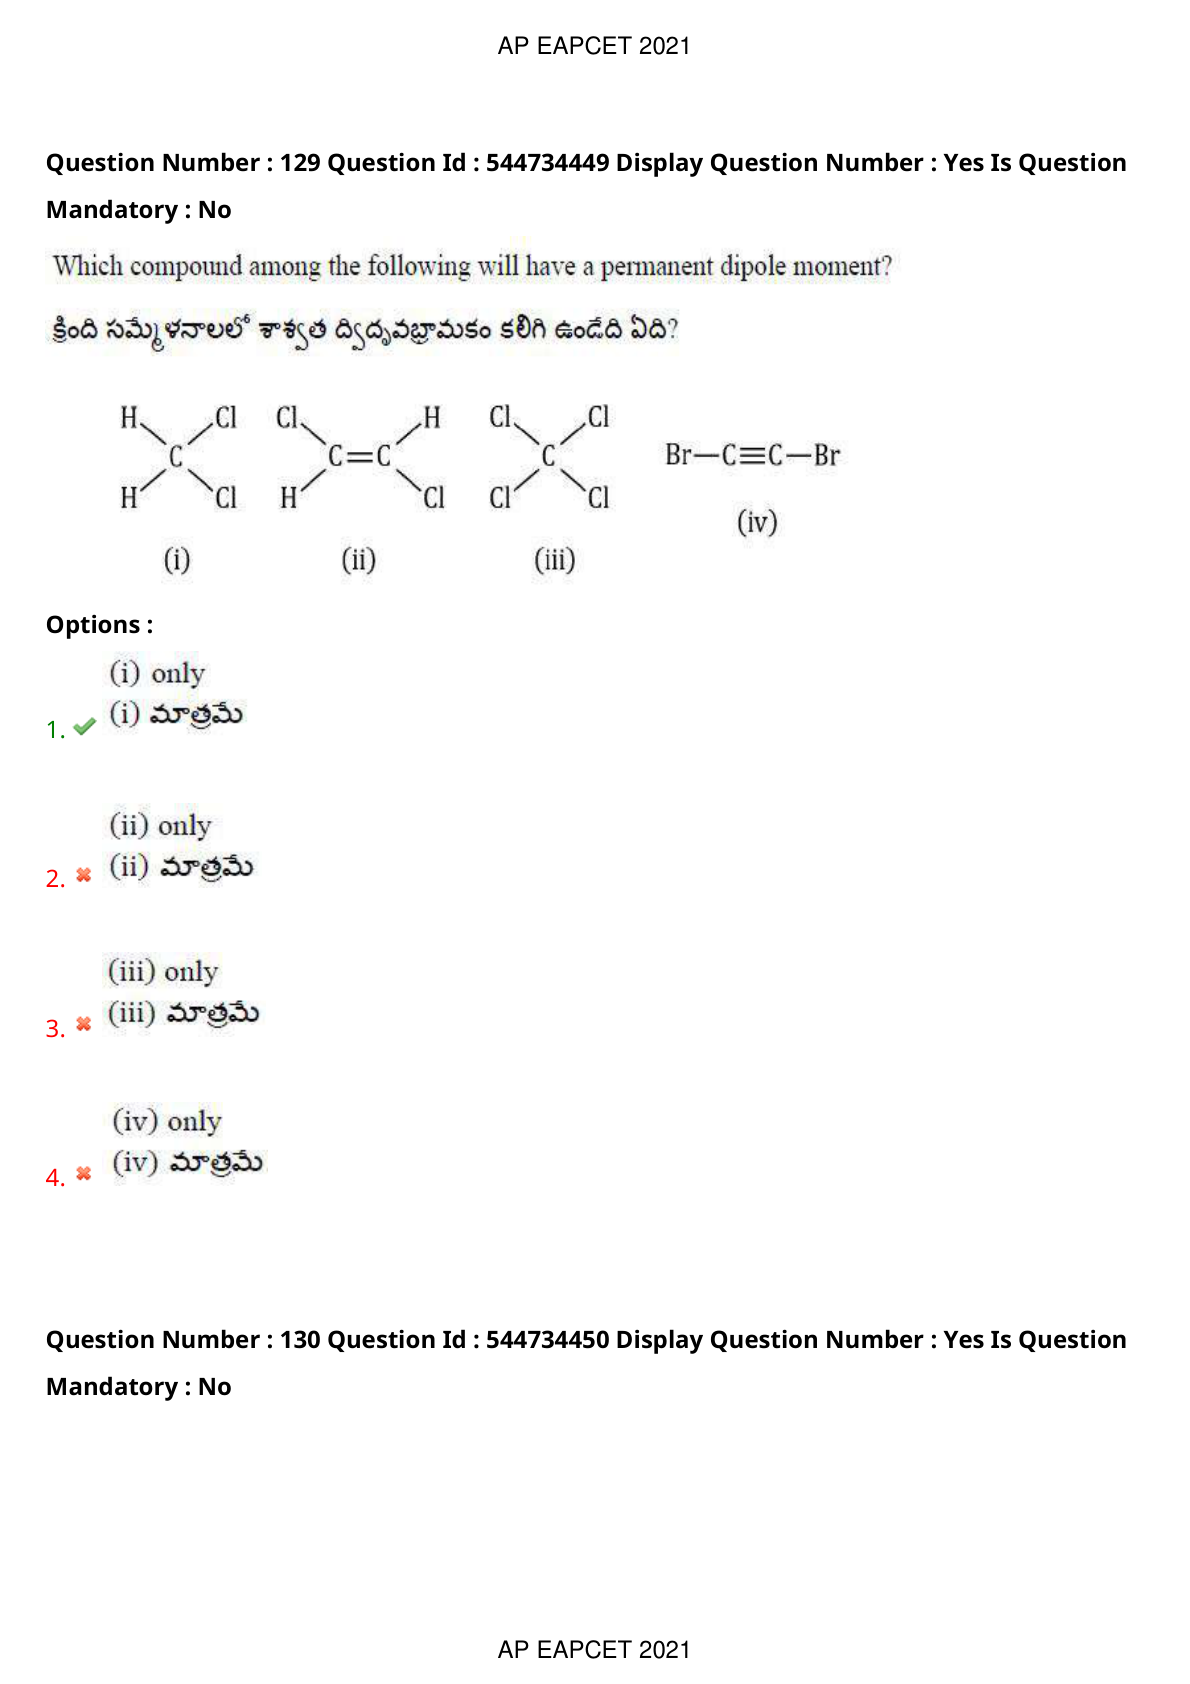 AP EAPCET 2021
Question Number : 129 Question Id : 544734449 Display Question Number : Yes Is Question
Mandatory : No
Which compound among the following will have a permanent dipole moment?
క్రింది సమ్మేళనాలలో శాశ్వత ద్విధృవభ్రామకం కలిగి ఉండేది ఏది?
H Cl Cl H Cl Cl
C C=C C Br—C≡C—Br
H Cl H Cl Cl Cl
(iv)
(i) (ii) (iii)
Options :
(i) only
(i) మాత్రమే
1.
(ii) only
(ii) మాత్రమే
2.
(iii) only
(iii) మాత్రమే
3.
(iv) only
(iv) మాత్రమే
4.
Question Number : 130 Question Id : 544734450 Display Question Number : Yes Is Question
Mandatory : No
AP EAPCET 2021